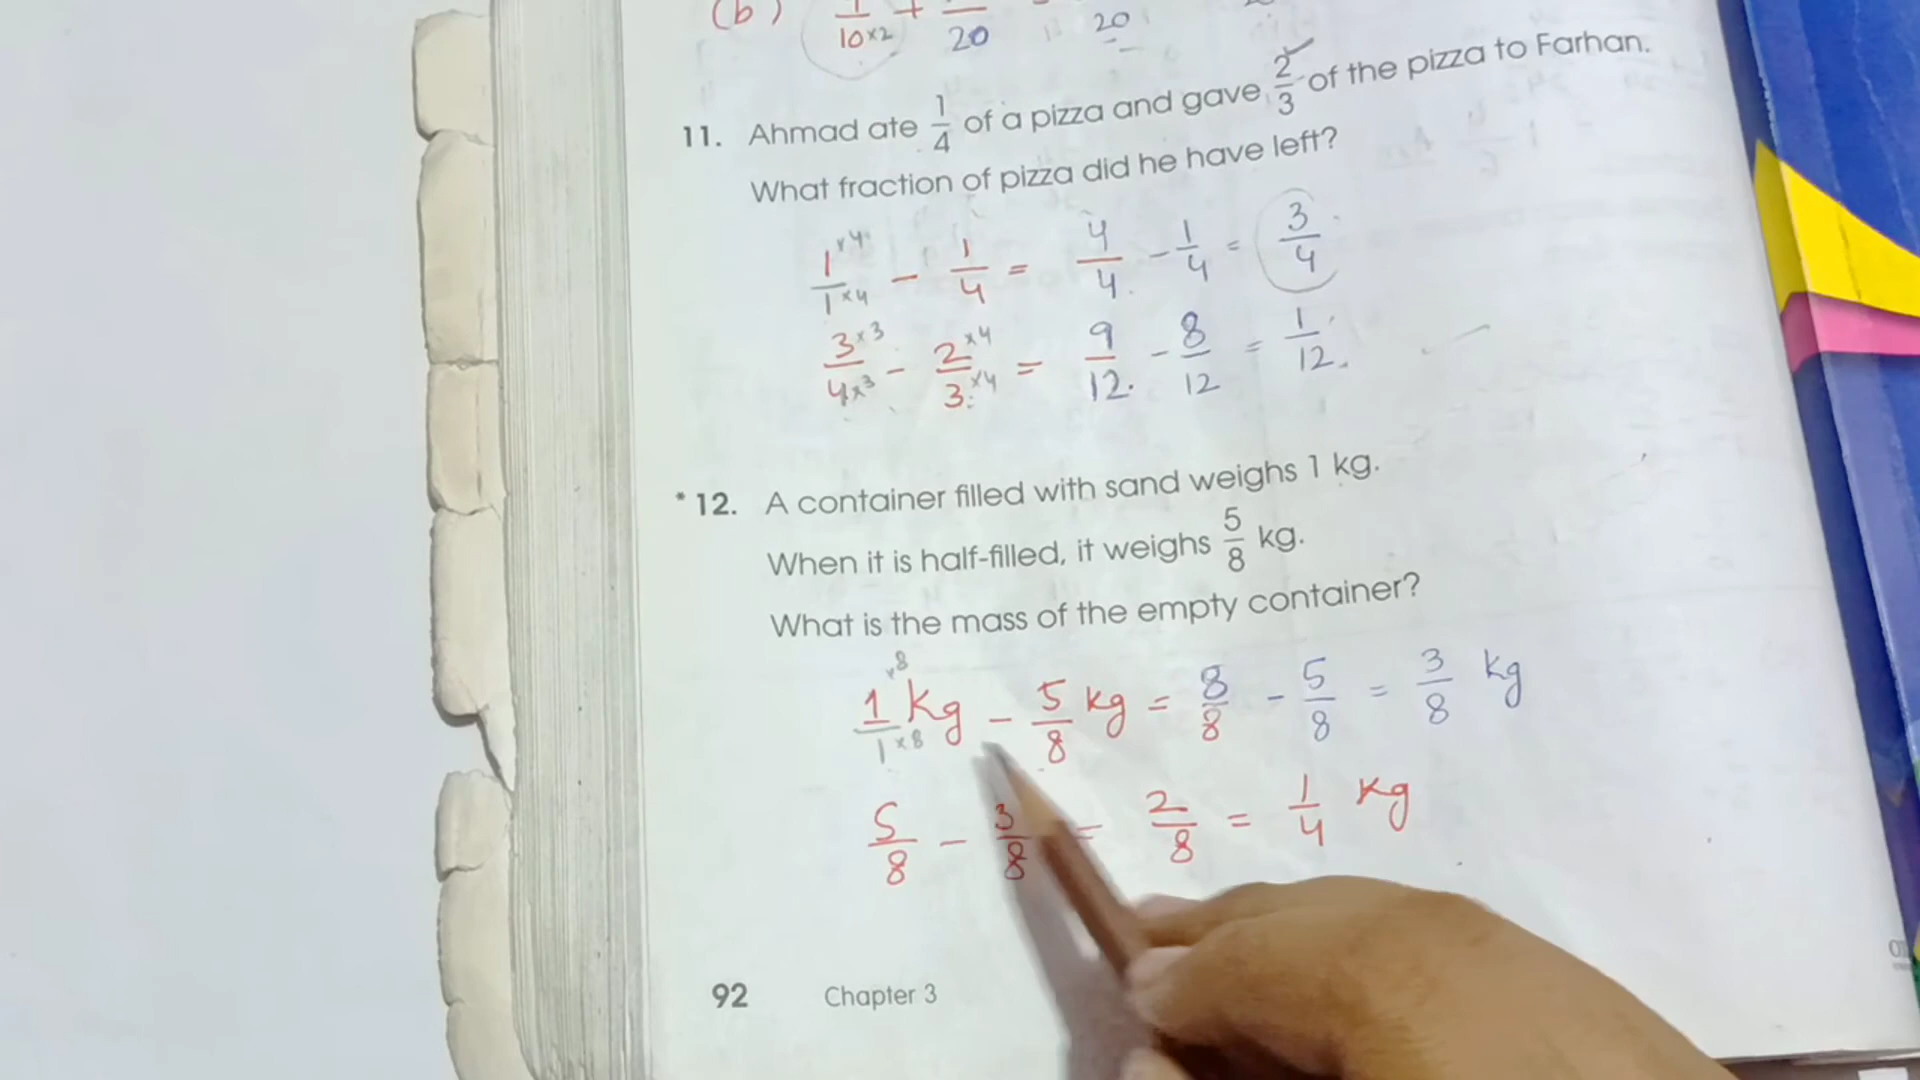 (b) 1/10×2 + /20 20
11. Ahmad ate 1/4 of a pizza and gave 2/3 of the pizza to Farhan.
What fraction of pizza did he have left?
1×4/1×4 - 1/4 = 4/4 - 1/4 = 3/4
3×3/4×3 - 2×4/3×4 = 9/12 - 8/12 = 1/12
*12. A container filled with sand weighs 1 kg.
When it is half-filled, it weighs 5/8 kg.
What is the mass of the empty container?
1×8/1×8 kg - 5/8 kg = 8/8 - 5/8 = 3/8 kg
5/8 - 3/8 = 2/8 = 1/4 kg
92 Chapter 3